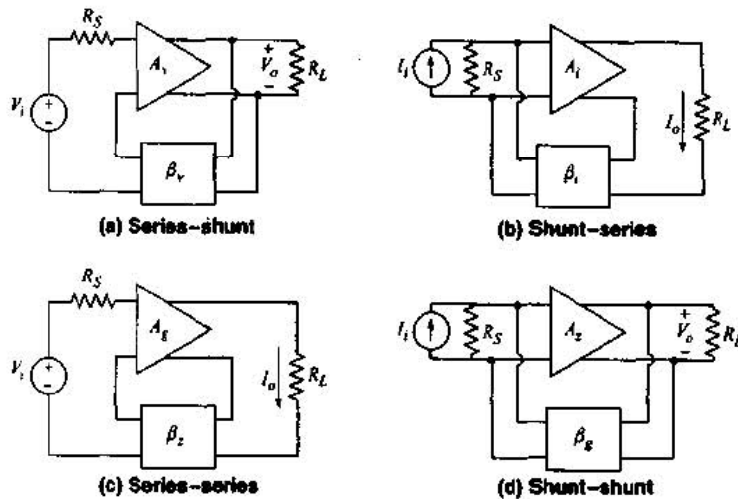 R_S
A_v
+
V_o
−
R_L
V_i
+
−
β_v
(a) Series–shunt
I_i
R_S
A_i
I_o
R_L
β_i
(b) Shunt–series
R_S
A_g
V_i
+
−
I_o
R_L
β_z
(c) Series–series
I_i
R_S
A_z
+
V_o
−
R_L
β_g
(d) Shunt–shunt